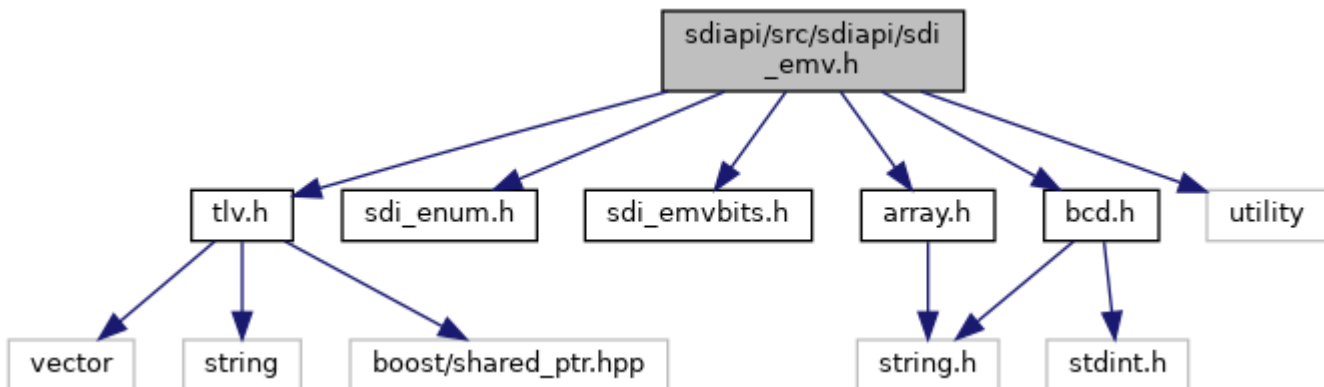 sdiapi/src/sdiapi/sdi
_emv.h
tlv.h
sdi_enum.h
sdi_emvbits.h
array.h
bcd.h
utility
vector
string
boost/shared_ptr.hpp
string.h
stdint.h